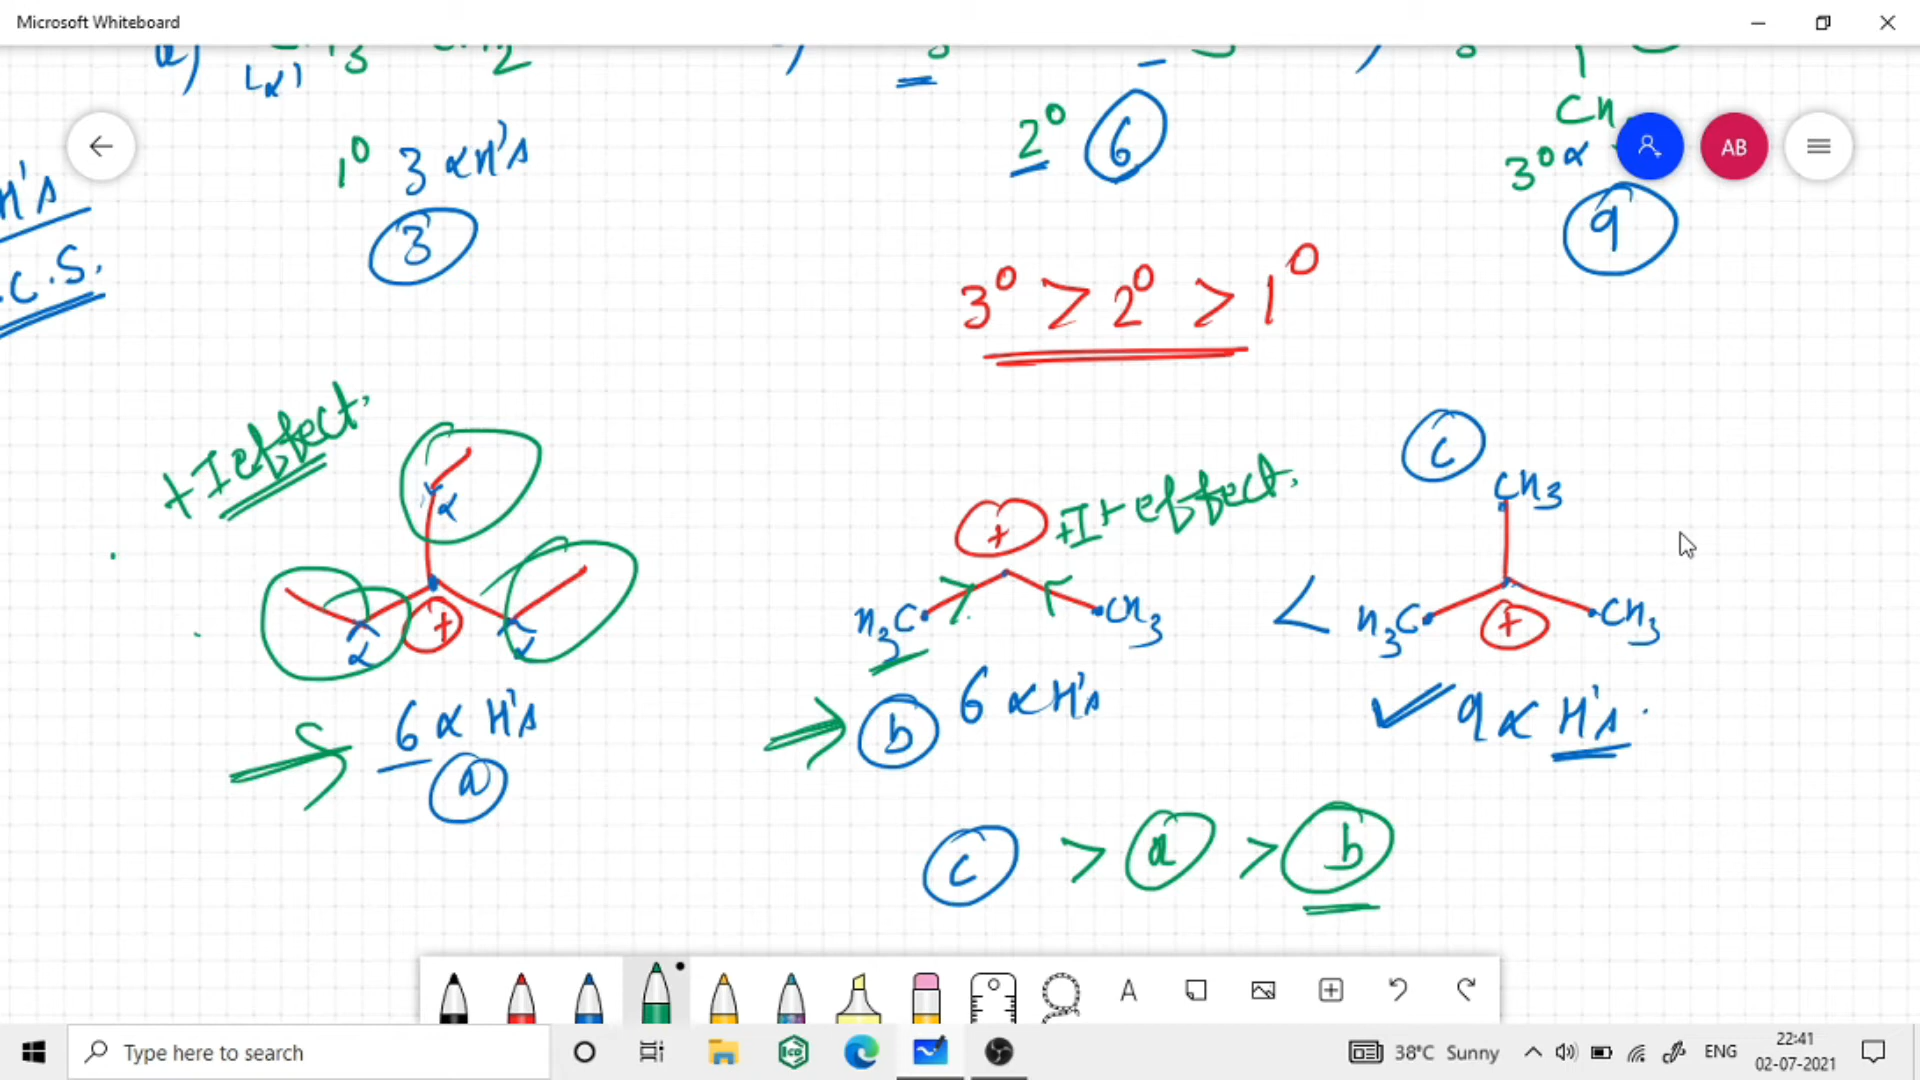 Microsoft Whiteboard
1° 3 αH's
3
2° 6
CH
3° α
9
AB
H's
C.S.
3° > 2° > 1°
+I effect.
α
α
α
+
6 α H's
a
+
+I effect.
H3C
CH3
6 α H's
b
<
c
CH3
H3C
CH3
+
9 α H's.
c > a > b
Type here to search
38°C Sunny
ENG
22:41
02-07-2021